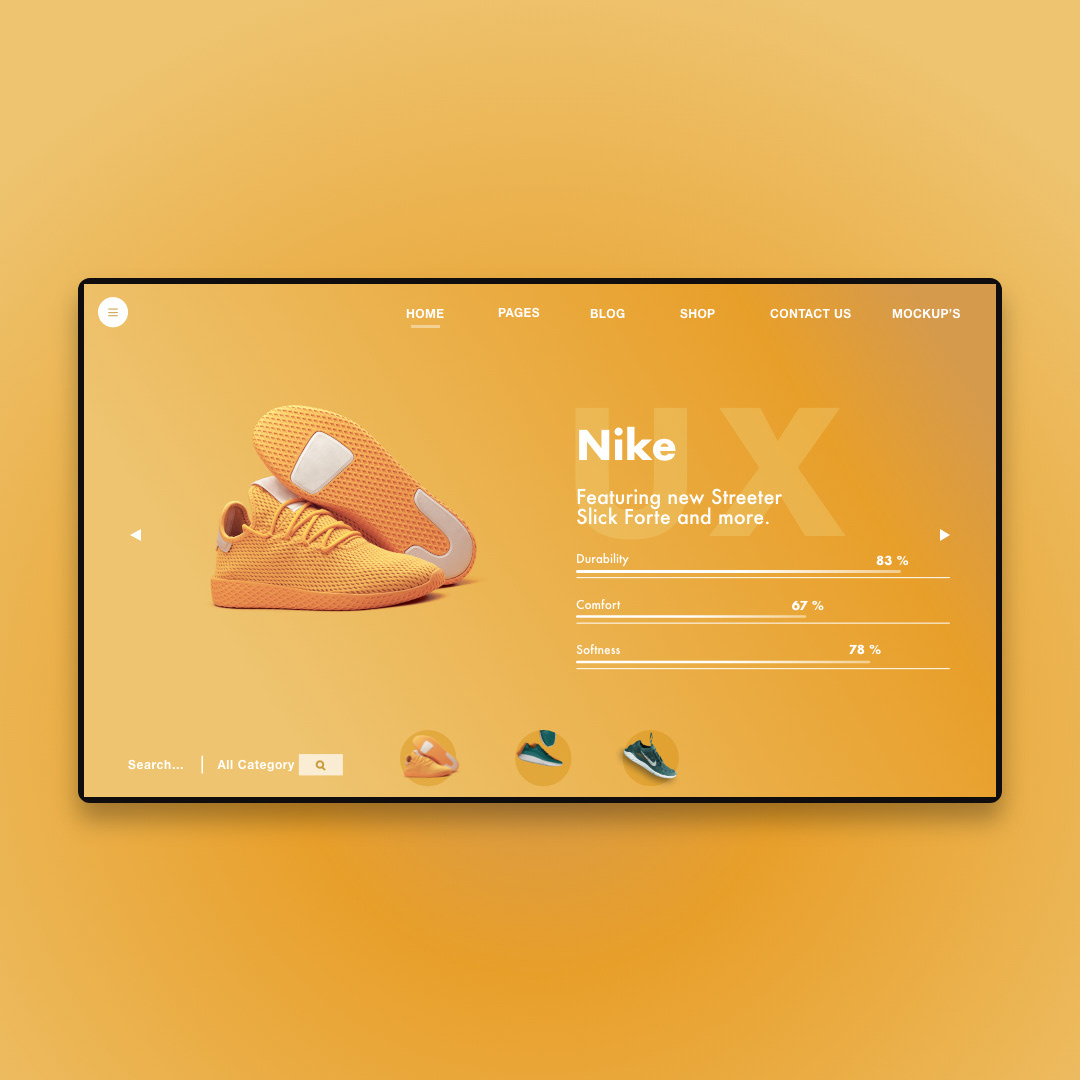 HOME PAGES BLOG SHOP CONTACT US MOCKUP'S
UX
Nike
Featuring new Streeter
Slick Forte and more.
Durability 83 %
Comfort 67 %
Softness 78 %
Search... All Category